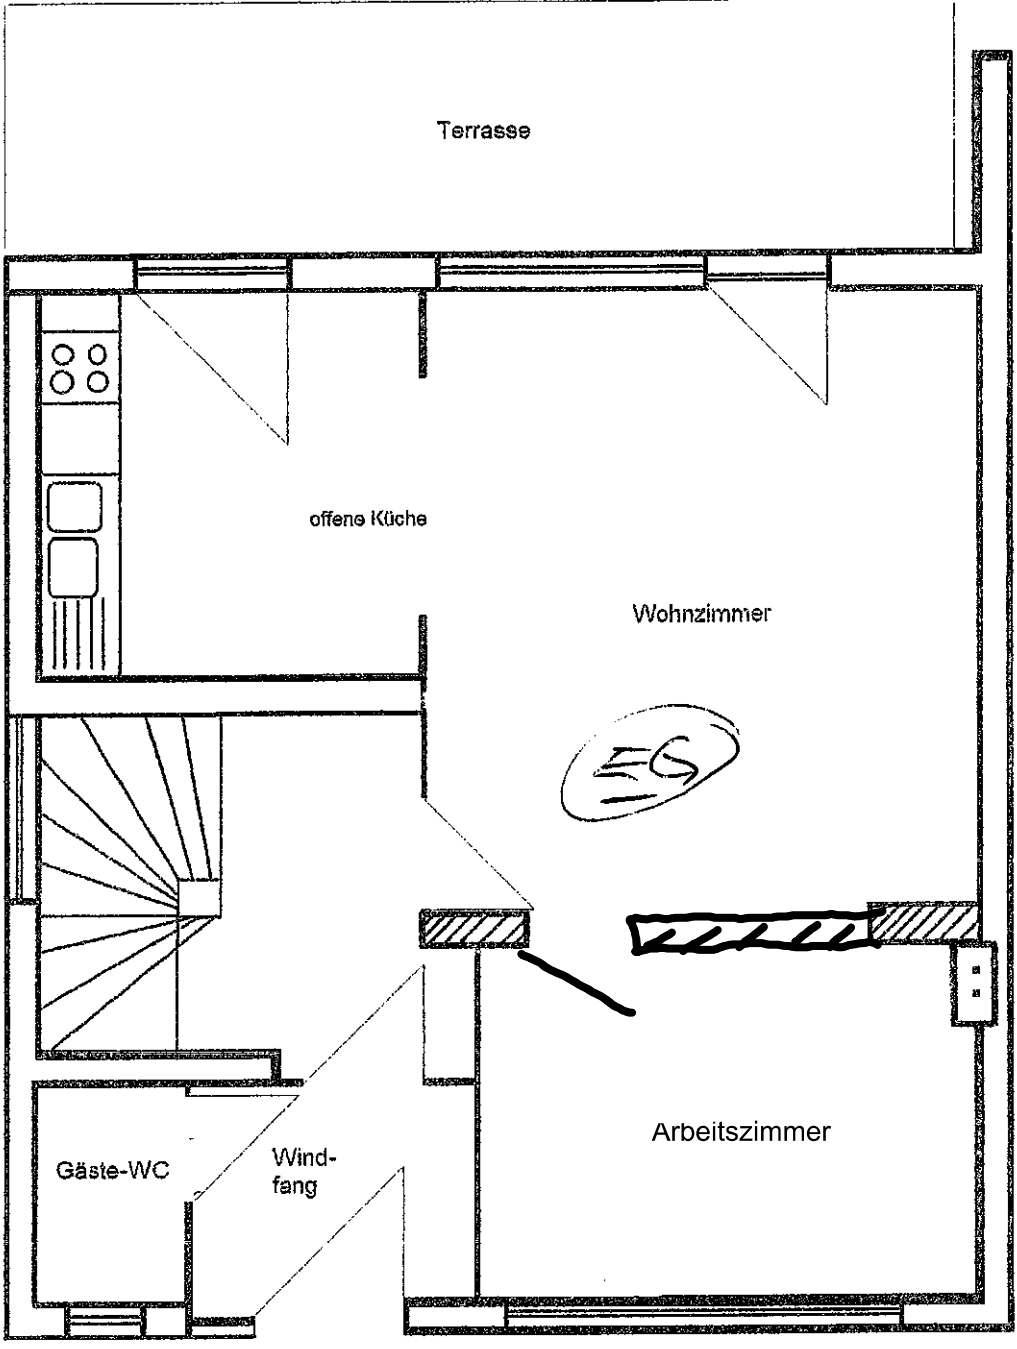 Terrasse
offene Küche
Wohnzimmer
EG
Arbeitszimmer
Gäste-WC
Wind-
fang